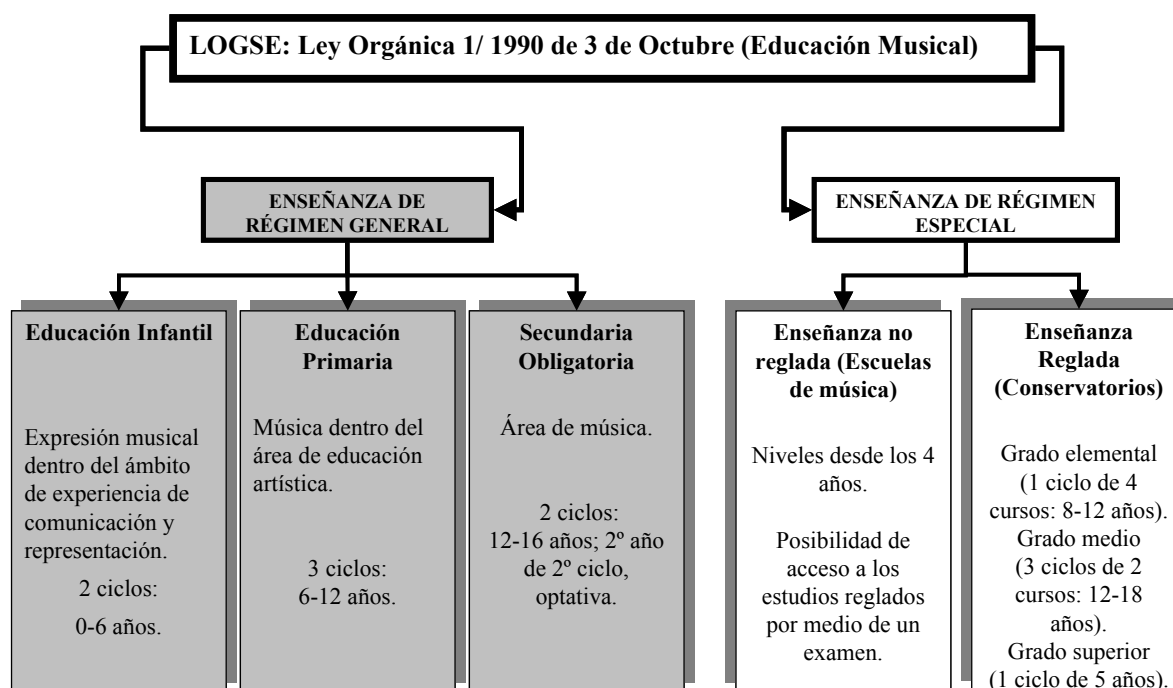 LOGSE: Ley Orgánica 1/ 1990 de 3 de Octubre (Educación Musical)
ENSEÑANZA DE
RÉGIMEN GENERAL
ENSEÑANZA DE RÉGIMEN
ESPECIAL
Educación Infantil
Expresión musical
dentro del ámbito
de experiencia de
comunicación y
representación.
2 ciclos:
0-6 años.
Educación
Primaria
Música dentro del
área de educación
artística.
3 ciclos:
6-12 años.
Secundaria
Obligatoria
Área de música.
2 ciclos:
12-16 años; 2º año
de 2º ciclo,
optativa.
Enseñanza no
reglada (Escuelas
de música)
Niveles desde los 4
años.
Posibilidad de
acceso a los
estudios reglados
por medio de un
examen.
Enseñanza
Reglada
(Conservatorios)
Grado elemental
(1 ciclo de 4
cursos: 8-12 años).
Grado medio
(3 ciclos de 2
cursos: 12-18
años).
Grado superior
(1 ciclo de 5 años).